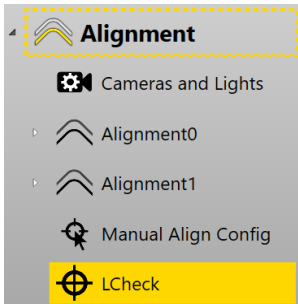 Alignment
Cameras and Lights
Alignment0
Alignment1
Manual Align Config
LCheck